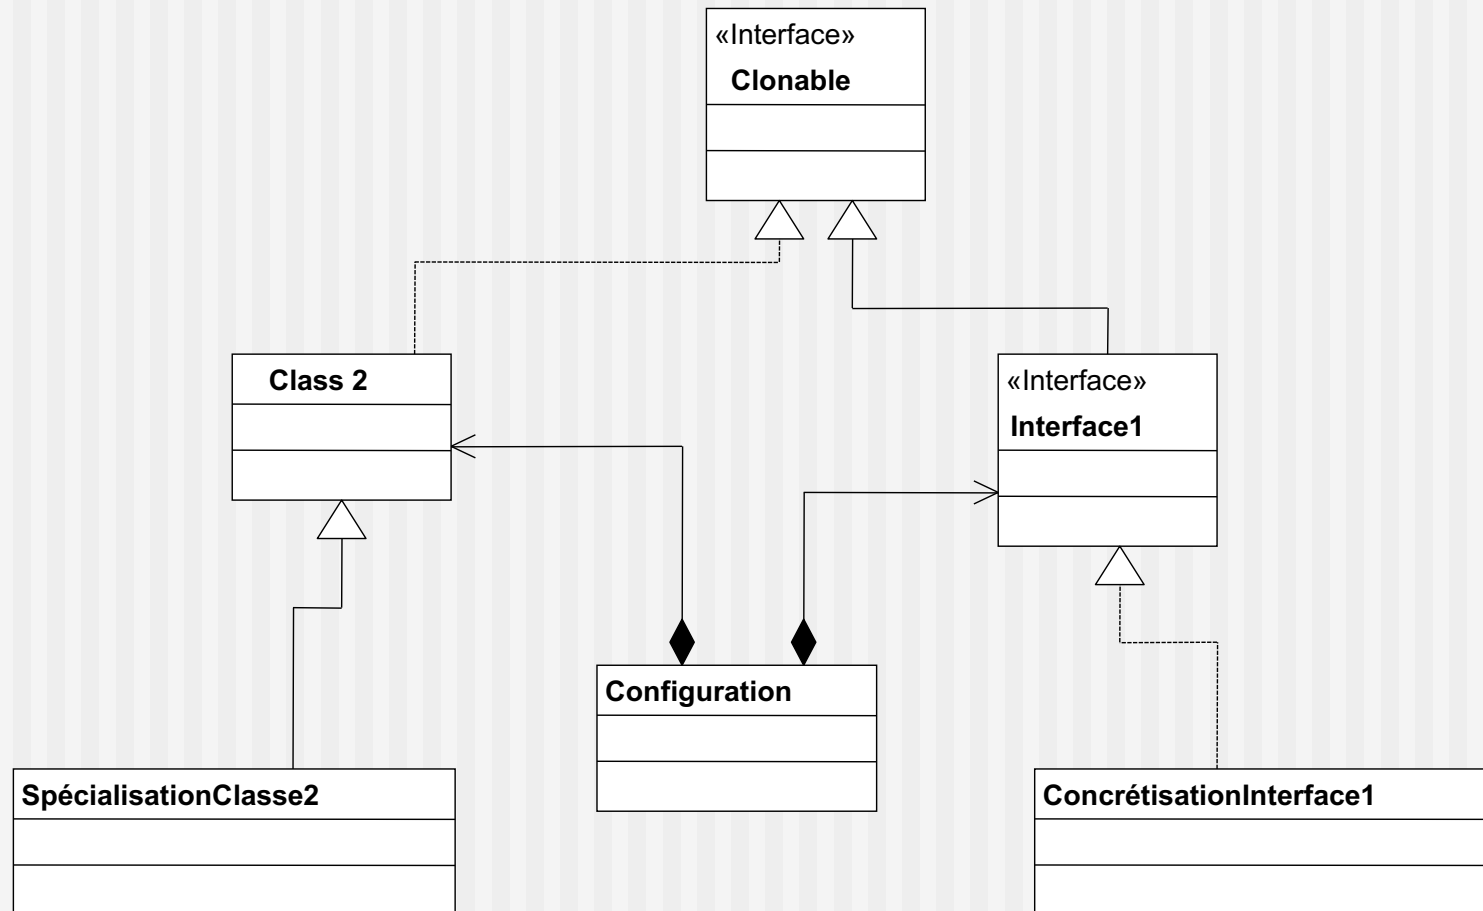 «Interface»
Clonable
Class 2
«Interface»
Interface1
Configuration
SpécialisationClasse2
ConcrétisationInterface1